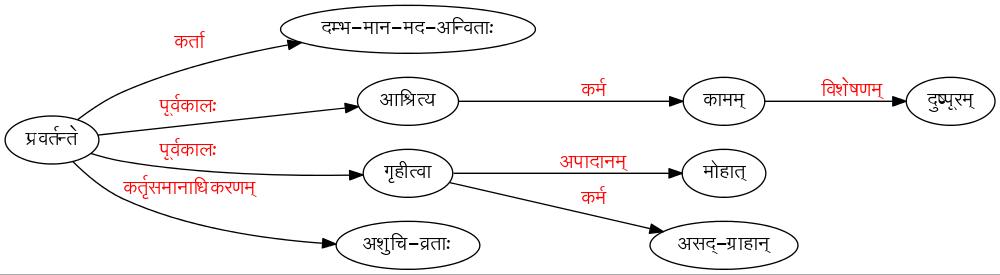 कर्ता
दम्भ-मान-मद-अन्विताः
पूर्वकालः
आश्रित्य
कर्म
कामम्
विशेषणम्
दुष्पूरम्
प्रवर्तन्ते
पूर्वकालः
गृहीत्वा
अपादानम्
मोहात्
कर्म
कर्तृसमानाधिकरणम्
अशुचि-व्रताः
असद्-ग्राहान्